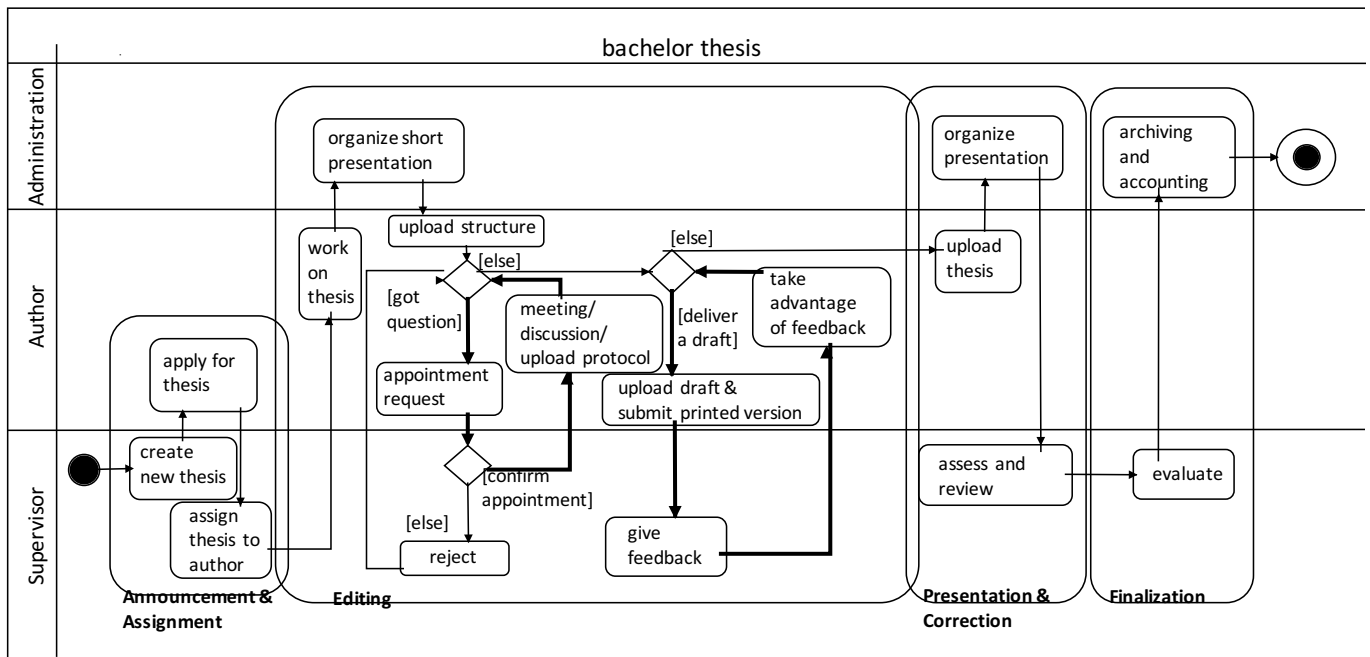 bachelor thesis
Administration
organize short
presentation
organize
presentation
archiving
and
accounting
Author
upload structure
work
on
thesis
[else]
[got
question]
meeting/
discussion/
upload protocol
appointment
request
[else]
[deliver
a draft]
take
advantage
of feedback
upload draft &
submit printed version
upload
thesis
apply for
thesis
Supervisor
create
new thesis
assign
thesis to
author
[confirm
appointment]
[else]
reject
give
feedback
assess and
review
evaluate
Announcement &
Assignment
Editing
Presentation &
Correction
Finalization